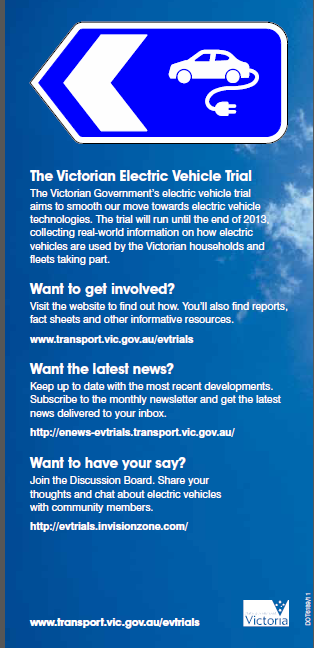 The Victorian Electric Vehicle Trial
The Victorian Government's electric vehicle trial
aims to smooth our move towards electric vehicle
technologies. The trial will run until the end of 2013,
collecting real-world information on how electric
vehicles are used by the Victorian households and
fleets taking part.
Want to get involved?
Visit the website to find out how. You'll also find reports,
fact sheets and other informative resources.
www.transport.vic.gov.au/evtrials
Want the latest news?
Keep up to date with the most recent developments.
Subscribe to the monthly newsletter and get the latest
news delivered to your inbox.
http://enews-evtrials.transport.vic.gov.au/
Want to have your say?
Join the Discussion Board. Share your
thoughts and chat about electric vehicles
with community members.
http://evtrials.invisionzone.com/
www.transport.vic.gov.au/evtrials
Victoria